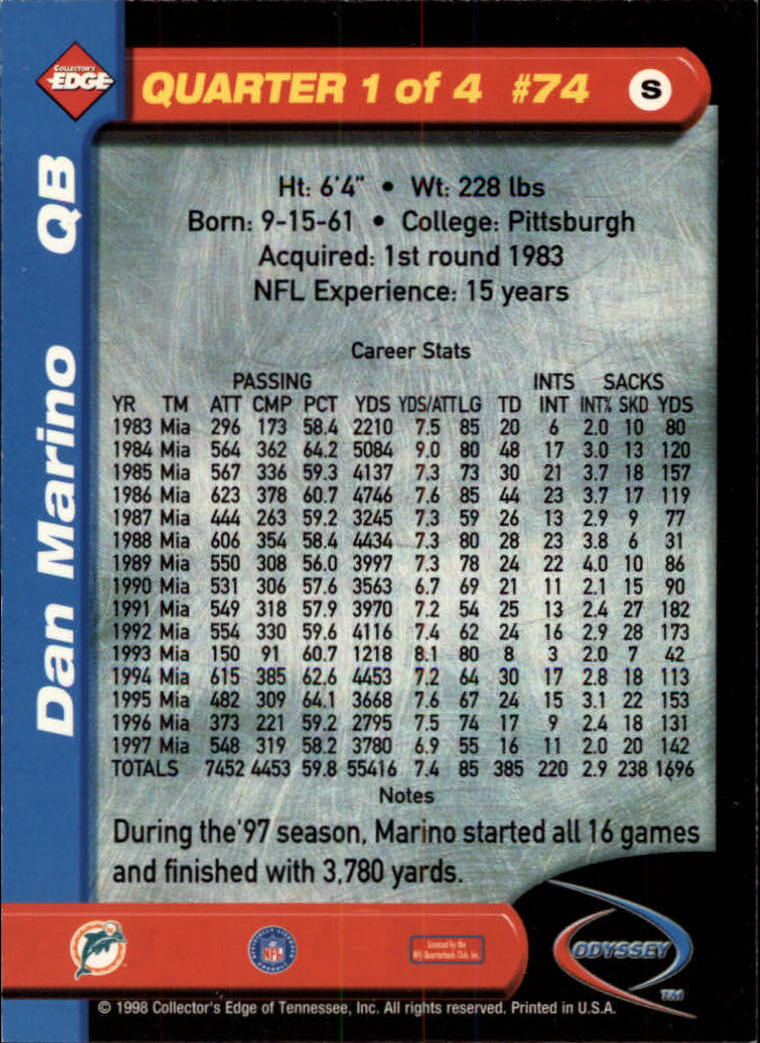 COLLECTOR'S
EDGE
QUARTER 1 of 4 #74 S
Dan Marino QB
Ht: 6'4" • Wt: 228 lbs
Born: 9-15-61 • College: Pittsburgh
Acquired: 1st round 1983
NFL Experience: 15 years
Career Stats
PASSING INTS SACKS
YR TM ATT CMP PCT YDS YDS/ATT LG TD INT INT% SKD YDS
1983 Mia 296 173 58.4 2210 7.5 85 20 6 2.0 10 80
1984 Mia 564 362 64.2 5084 9.0 80 48 17 3.0 13 120
1985 Mia 567 336 59.3 4137 7.3 73 30 21 3.7 18 157
1986 Mia 623 378 60.7 4746 7.6 85 44 23 3.7 17 119
1987 Mia 444 263 59.2 3245 7.3 59 26 13 2.9 9 77
1988 Mia 606 354 58.4 4434 7.3 80 28 23 3.8 6 31
1989 Mia 550 308 56.0 3997 7.3 78 24 22 4.0 10 86
1990 Mia 531 306 57.6 3563 6.7 69 21 11 2.1 15 90
1991 Mia 549 318 57.9 3970 7.2 54 25 13 2.4 27 182
1992 Mia 554 330 59.6 4116 7.4 62 24 16 2.9 28 173
1993 Mia 150 91 60.7 1218 8.1 80 8 3 2.0 7 42
1994 Mia 615 385 62.6 4453 7.2 64 30 17 2.8 18 113
1995 Mia 482 309 64.1 3668 7.6 67 24 15 3.1 22 153
1996 Mia 373 221 59.2 2795 7.5 74 17 9 2.4 18 131
1997 Mia 548 319 58.2 3780 6.9 55 16 11 2.0 20 142
TOTALS 7452 4453 59.8 55416 7.4 85 385 220 2.9 238 1696
Notes
During the '97 season, Marino started all 16 games
and finished with 3,780 yards.
NFL
Licensed by the
NFL Quarterback Club, Inc.
ODYSSEY
TM
© 1998 Collector's Edge of Tennessee, Inc. All rights reserved. Printed in U.S.A.